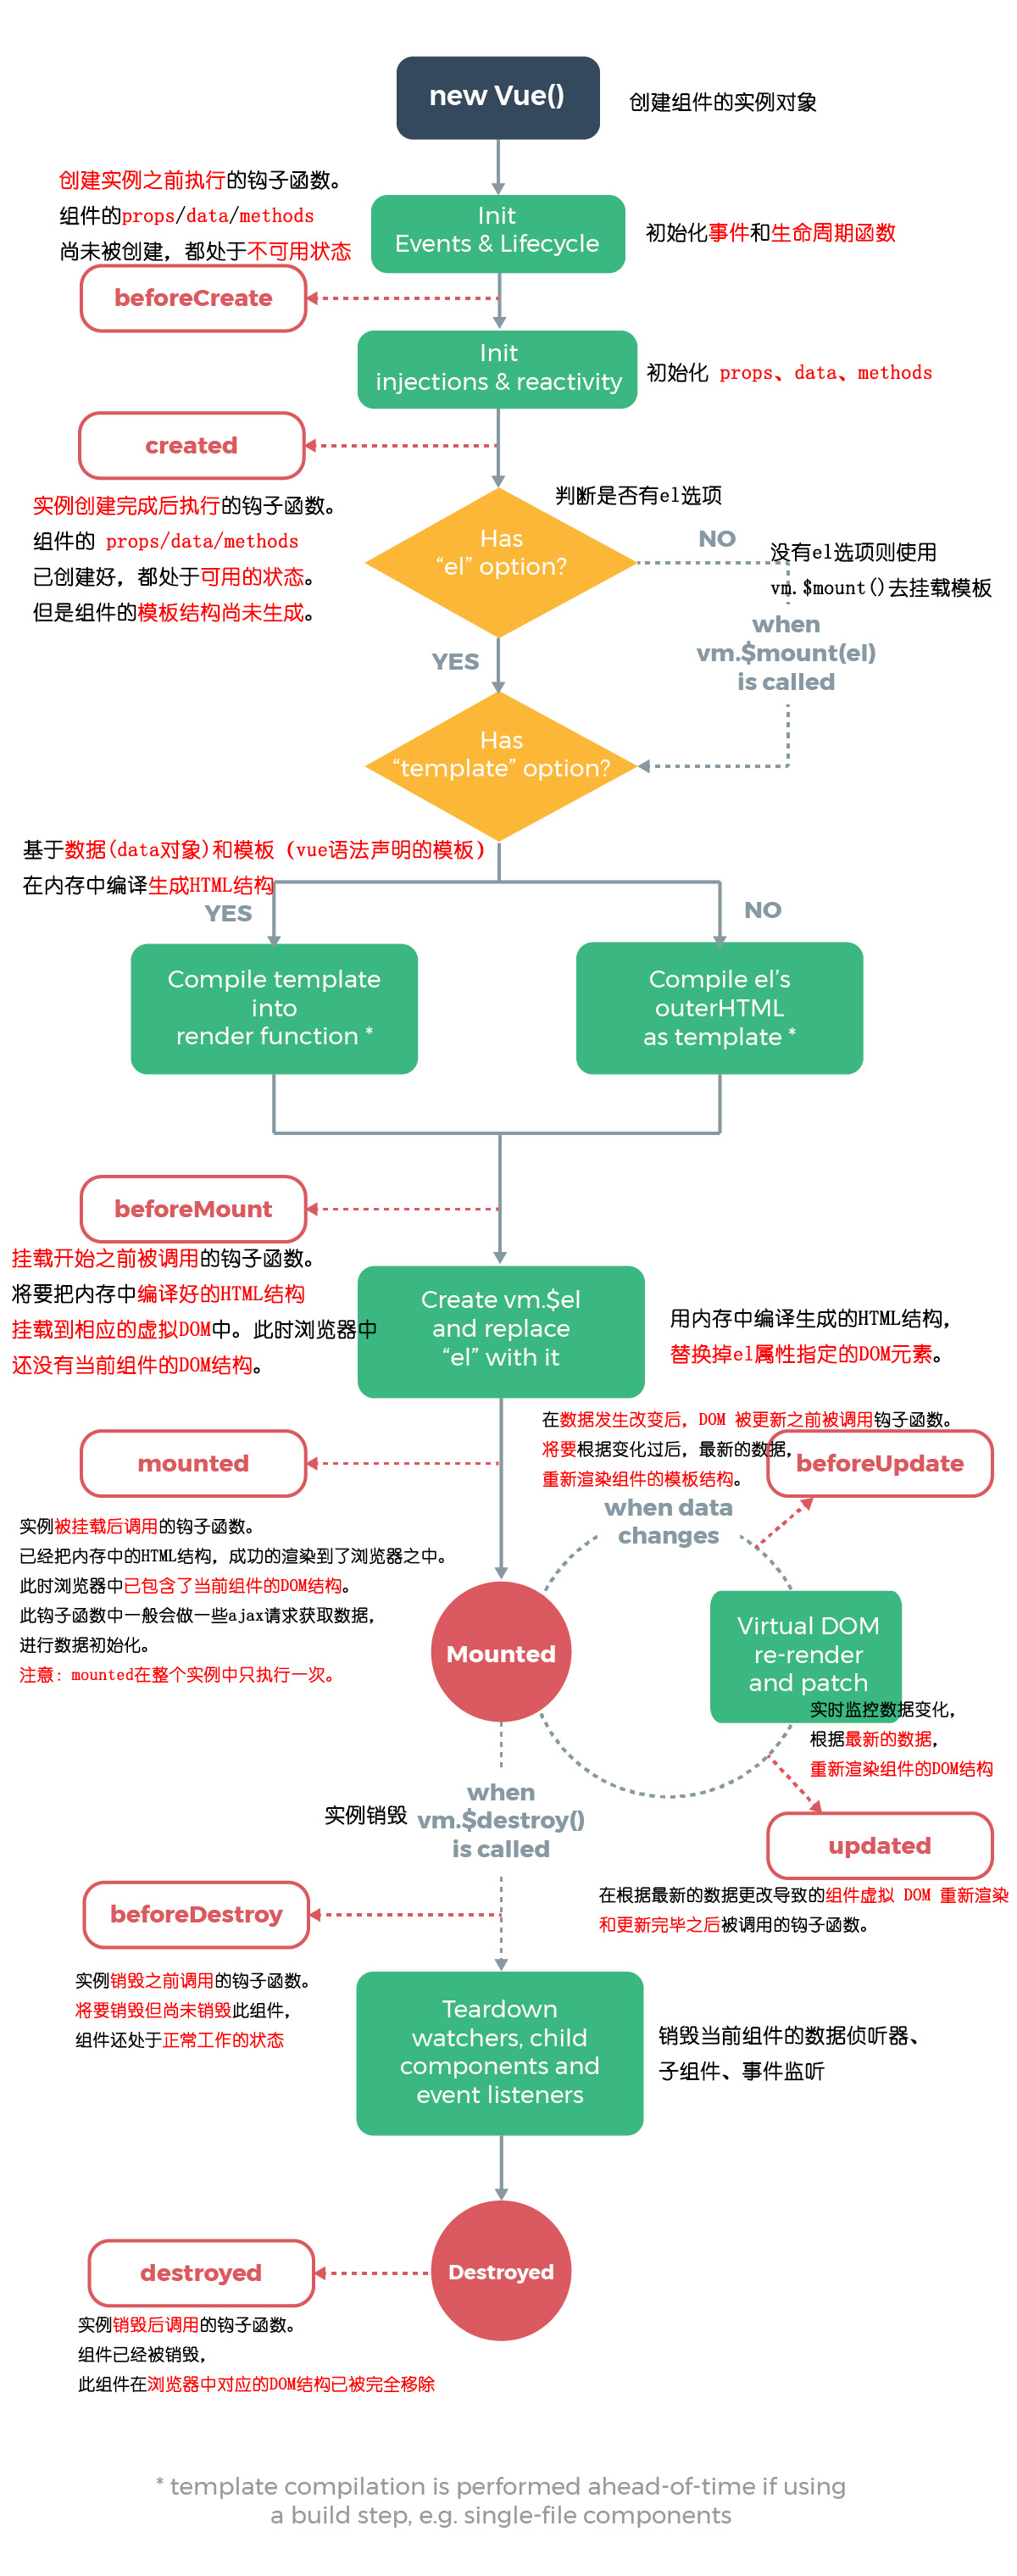 new Vue()
创建组件的实例对象
创建实例之前执行的钩子函数。
组件的props/data/methods
尚未被创建，都处于不可用状态
Init
Events & Lifecycle
初始化事件和生命周期函数
beforeCreate
Init
injections & reactivity
初始化 props、data、methods
created
实例创建完成后执行的钩子函数。
组件的 props/data/methods
已创建好，都处于可用的状态。
但是组件的模板结构尚未生成。
判断是否有el选项
Has
“el” option?
NO
没有el选项则使用
vm.$mount()去挂载模板
when
vm.$mount(el)
is called
YES
Has
“template” option?
基于数据(data对象)和模板（vue语法声明的模板）
在内存中编译生成HTML结构
YES
NO
Compile template
into
render function *
Compile el’s
outerHTML
as template *
beforeMount
挂载开始之前被调用的钩子函数。
将要把内存中编译好的HTML结构
挂载到相应的虚拟DOM中。此时浏览器中
还没有当前组件的DOM结构。
Create vm.$el
and replace
“el” with it
用内存中编译生成的HTML结构，
替换掉el属性指定的DOM元素。
mounted
在数据发生改变后，DOM 被更新之前被调用钩子函数。
将要根据变化过后，最新的数据，
重新渲染组件的模板结构。
beforeUpdate
when data
changes
实例被挂载后调用的钩子函数。
已经把内存中的HTML结构，成功的渲染到了浏览器之中。
此时浏览器中已包含了当前组件的DOM结构。
此钩子函数中一般会做一些ajax请求获取数据，
进行数据初始化。
注意：mounted在整个实例中只执行一次。
Mounted
Virtual DOM
re-render
and patch
实时监控数据变化，
根据最新的数据，
重新渲染组件的DOM结构
实例销毁
when
vm.$destroy()
is called
updated
在根据最新的数据更改导致的组件虚拟 DOM 重新渲染
和更新完毕之后被调用的钩子函数。
beforeDestroy
实例销毁之前调用的钩子函数。
将要销毁但尚未销毁此组件，
组件还处于正常工作的状态
Teardown
watchers, child
components and
event listeners
销毁当前组件的数据侦听器、
子组件、事件监听
destroyed
Destroyed
实例销毁后调用的钩子函数。
组件已经被销毁，
此组件在浏览器中对应的DOM结构已被完全移除
* template compilation is performed ahead-of-time if using
a build step, e.g. single-file components